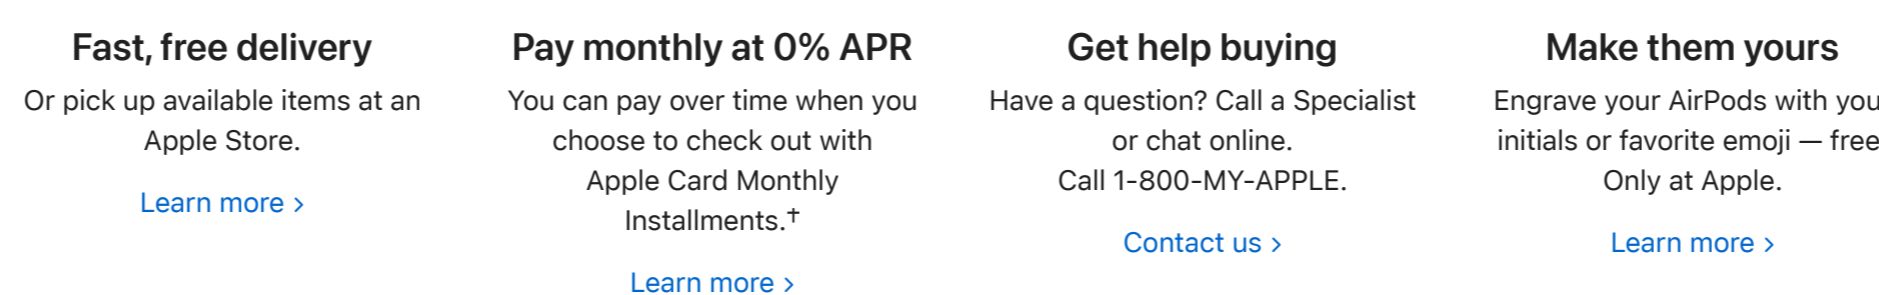 Fast, free delivery
Or pick up available items at an
Apple Store.
Learn more >
Pay monthly at 0% APR
You can pay over time when you
choose to check out with
Apple Card Monthly
Installments.†
Learn more >
Get help buying
Have a question? Call a Specialist
or chat online.
Call 1-800-MY-APPLE.
Contact us >
Make them yours
Engrave your AirPods with you
initials or favorite emoji — free
Only at Apple.
Learn more >